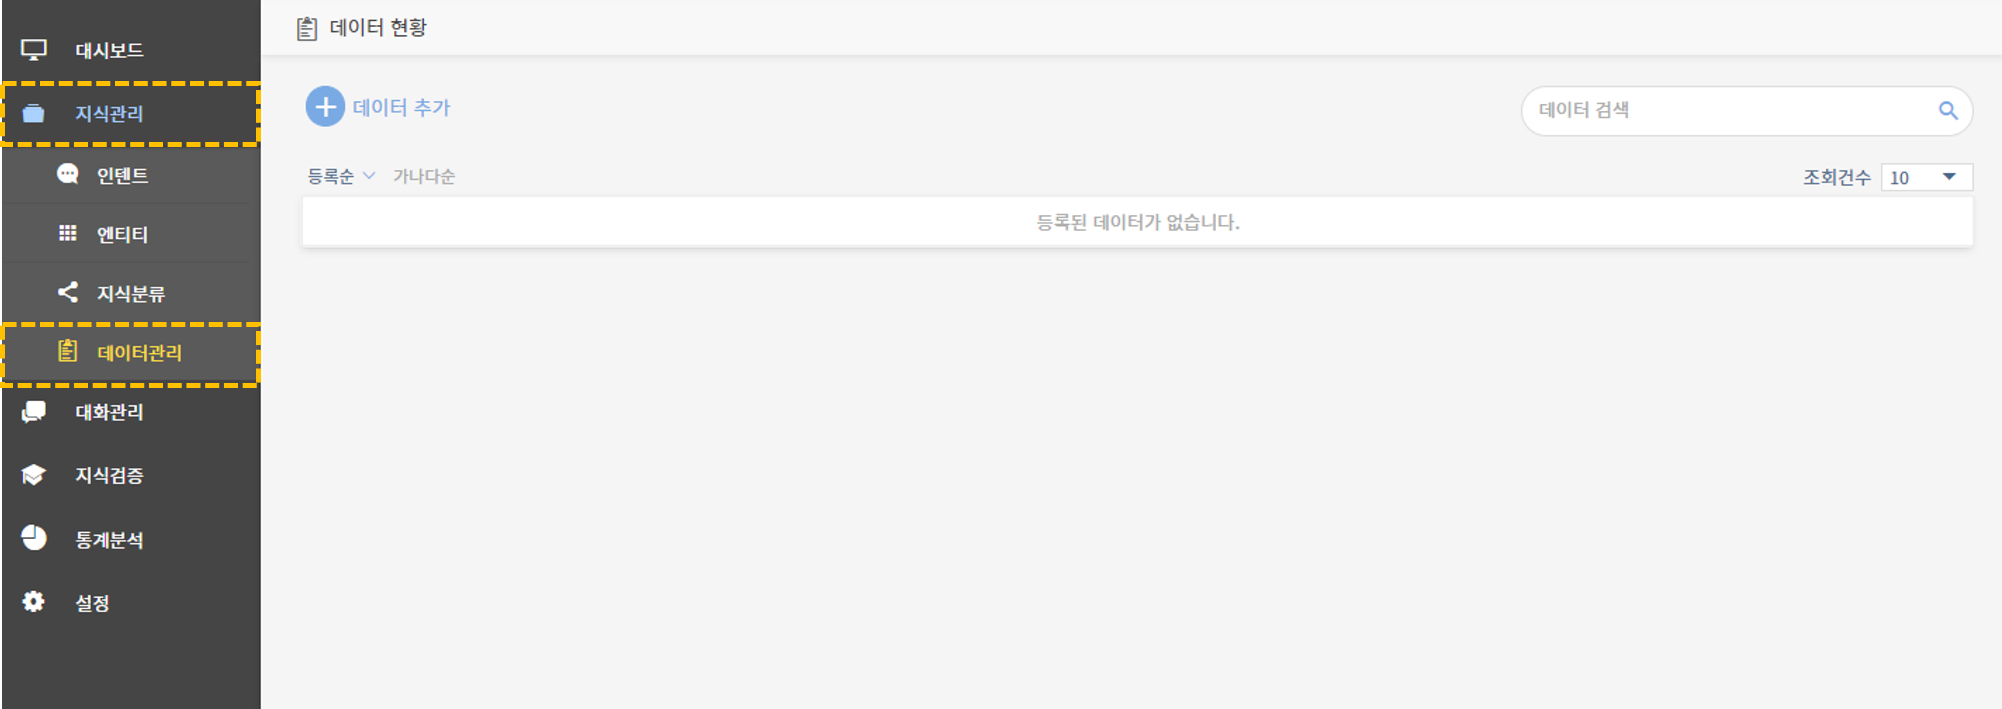 대시보드
지식관리
인텐트
엔티티
지식분류
데이터관리
대화관리
지식검증
통계분석
설정
데이터 현황
데이터 추가
데이터 검색
등록순 가나다순
조회건수 10
등록된 데이터가 없습니다.